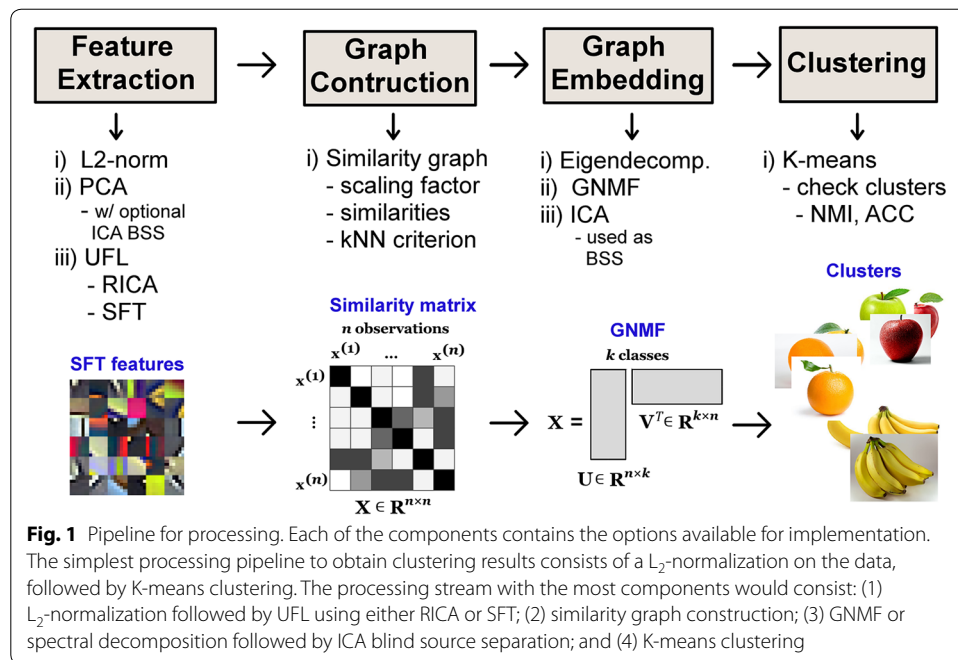 Feature
Extraction
Graph
Contruction
Graph
Embedding
Clustering
i) L2-norm
ii) PCA
- w/ optional
ICA BSS
iii) UFL
- RICA
- SFT
i) Similarity graph
- scaling factor
- similarities
- kNN criterion
i) Eigendecomp.
ii) GNMF
iii) ICA
- used as
BSS
i) K-means
- check clusters
- NMI, ACC
SFT features
Similarity matrix
n observations
x⁽¹⁾ ... x⁽ⁿ⁾
x⁽¹⁾
⋮
x⁽ⁿ⁾
X ∈ Rⁿˣⁿ
GNMF
k classes
X =
Vᵀ∈ Rᵏˣⁿ
U∈ Rⁿˣᵏ
Clusters
Fig. 1 Pipeline for processing. Each of the components contains the options available for implementation.
The simplest processing pipeline to obtain clustering results consists of a L₂-normalization on the data,
followed by K-means clustering. The processing stream with the most components would consist: (1)
L₂-normalization followed by UFL using either RICA or SFT; (2) similarity graph construction; (3) GNMF or
spectral decomposition followed by ICA blind source separation; and (4) K-means clustering